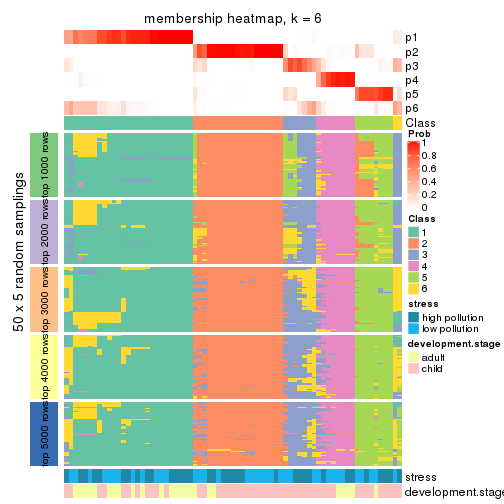 membership heatmap, k = 6
p1
p2
p3
p4
p5
p6
Class
50 x 5 random samplings
top 1000 rows
top 2000 rows
top 3000 rows
top 4000 rows
top 5000 rows
stress
development.stage
Prob
1
0.8
0.6
0.4
0.2
0
Class
1
2
3
4
5
6
stress
high pollution
low pollution
development.stage
adult
child